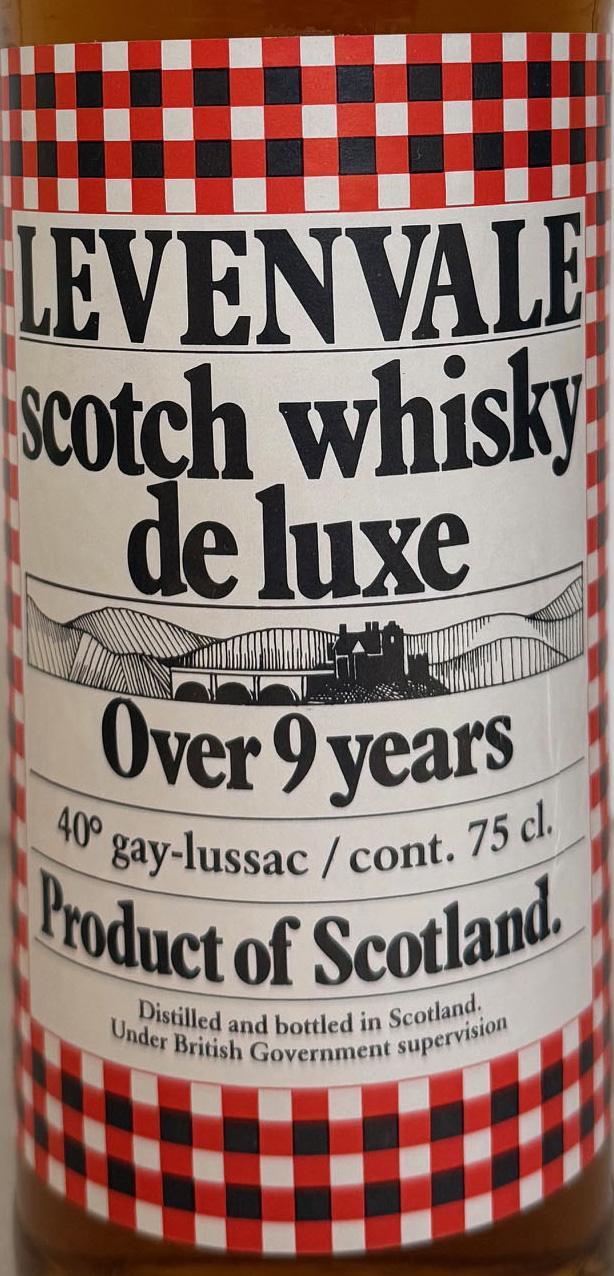 LEVENVALE
scotch whisky
de luxe
Over 9 years
40° gay-lussac / cont. 75 cl.
Product of Scotland.
Distilled and bottled in Scotland.
Under British Government supervision